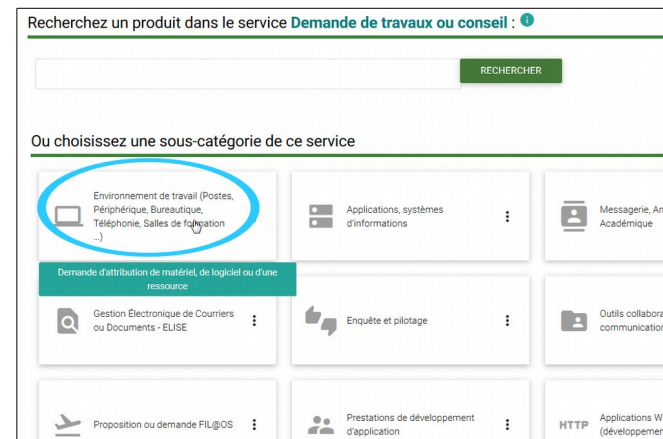 Recherchez un produit dans le service Demande de travaux ou conseil :
RECHERCHER
Ou choisissez une sous-catégorie de ce service
Environnement de travail (Postes,
Périphérique, Bureautique,
Téléphonie, Salles de formation
...)
Applications, systèmes
d'informations
Messagerie, An
Académique
Demande d'attribution de matériel, de logiciel ou d'une
ressource
Gestion Électronique de Courriers
ou Documents - ELISE
Enquête et pilotage
Outils collabora
communication
Proposition ou demande FIL@OS
Prestations de développement
d'application
HTTP
Applications W
(développemen